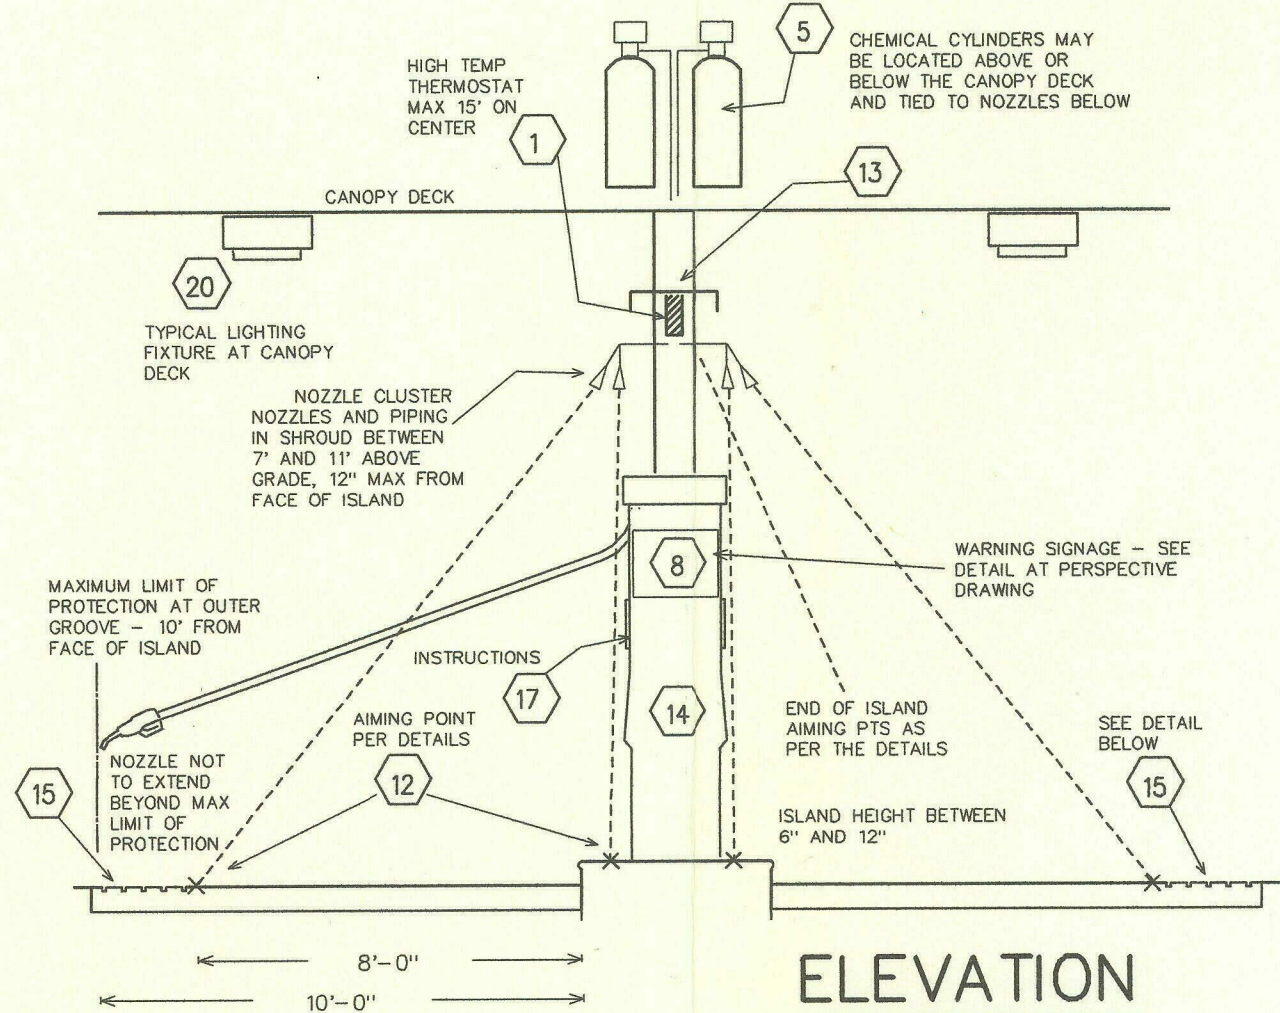 5
CHEMICAL CYLINDERS MAY
BE LOCATED ABOVE OR
BELOW THE CANOPY DECK
AND TIED TO NOZZLES BELOW
HIGH TEMP
THERMOSTAT
MAX 15' ON
CENTER
1
13
CANOPY DECK
20
TYPICAL LIGHTING
FIXTURE AT CANOPY
DECK
NOZZLE CLUSTER
NOZZLES AND PIPING
IN SHROUD BETWEEN
7' AND 11' ABOVE
GRADE, 12" MAX FROM
FACE OF ISLAND
8
WARNING SIGNAGE – SEE
DETAIL AT PERSPECTIVE
DRAWING
MAXIMUM LIMIT OF
PROTECTION AT OUTER
GROOVE – 10' FROM
FACE OF ISLAND
INSTRUCTIONS
17
14
AIMING POINT
PER DETAILS
12
END OF ISLAND
AIMING PTS AS
PER THE DETAILS
SEE DETAIL
BELOW
15
NOZZLE NOT
TO EXTEND
BEYOND MAX
LIMIT OF
PROTECTION
15
ISLAND HEIGHT BETWEEN
6" AND 12"
8'-0"
10'-0"
ELEVATION